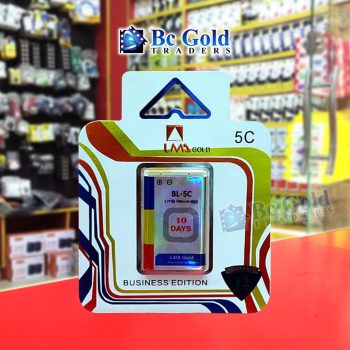 Bc Gold
TRADERS
LMA GOLD
5C
BL-5C
10
DAYS
LMA Gold
BUSINESS EDITION
Bc Gold
TRADERS